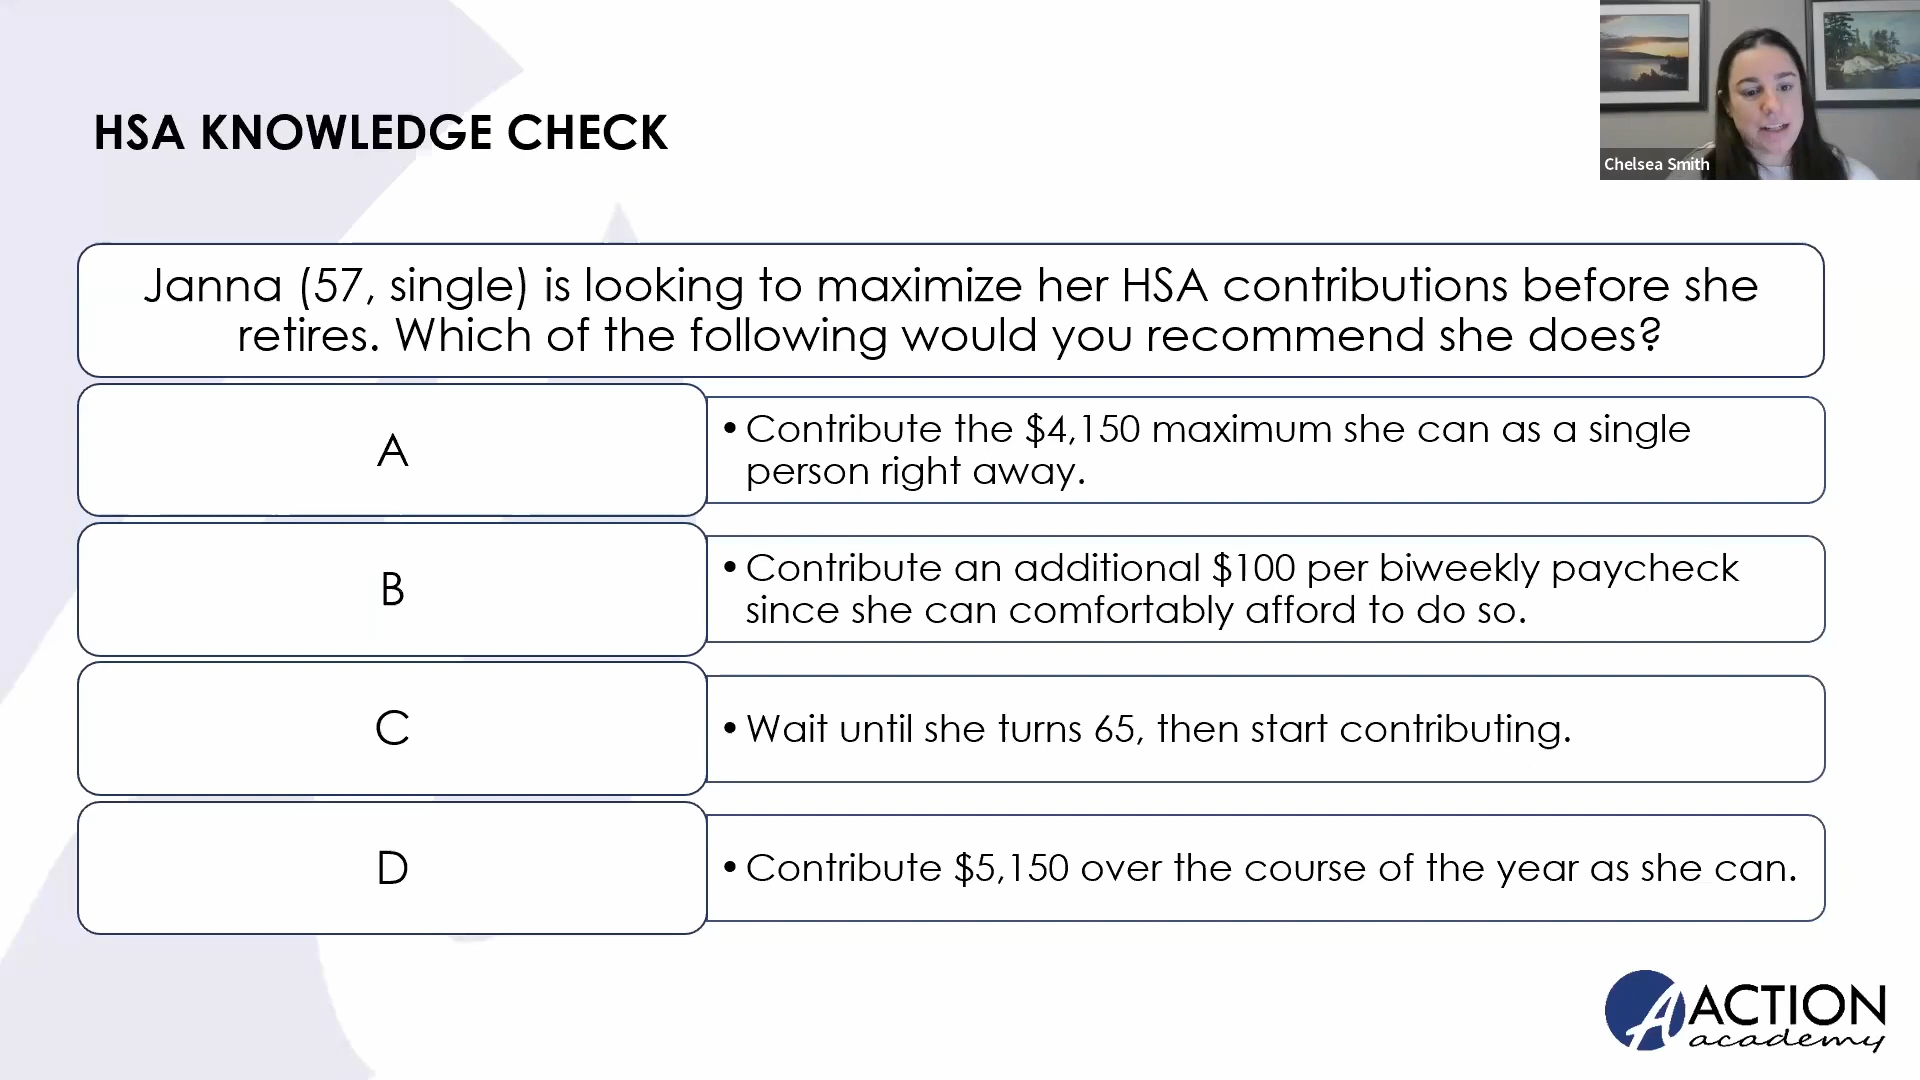 HSA KNOWLEDGE CHECK
Chelsea Smith
Janna (57, single) is looking to maximize her HSA contributions before she
retires. Which of the following would you recommend she does?
A
• Contribute the $4,150 maximum she can as a single
person right away.
B
• Contribute an additional $100 per biweekly paycheck
since she can comfortably afford to do so.
C
• Wait until she turns 65, then start contributing.
D
• Contribute $5,150 over the course of the year as she can.
A ACTION
academy